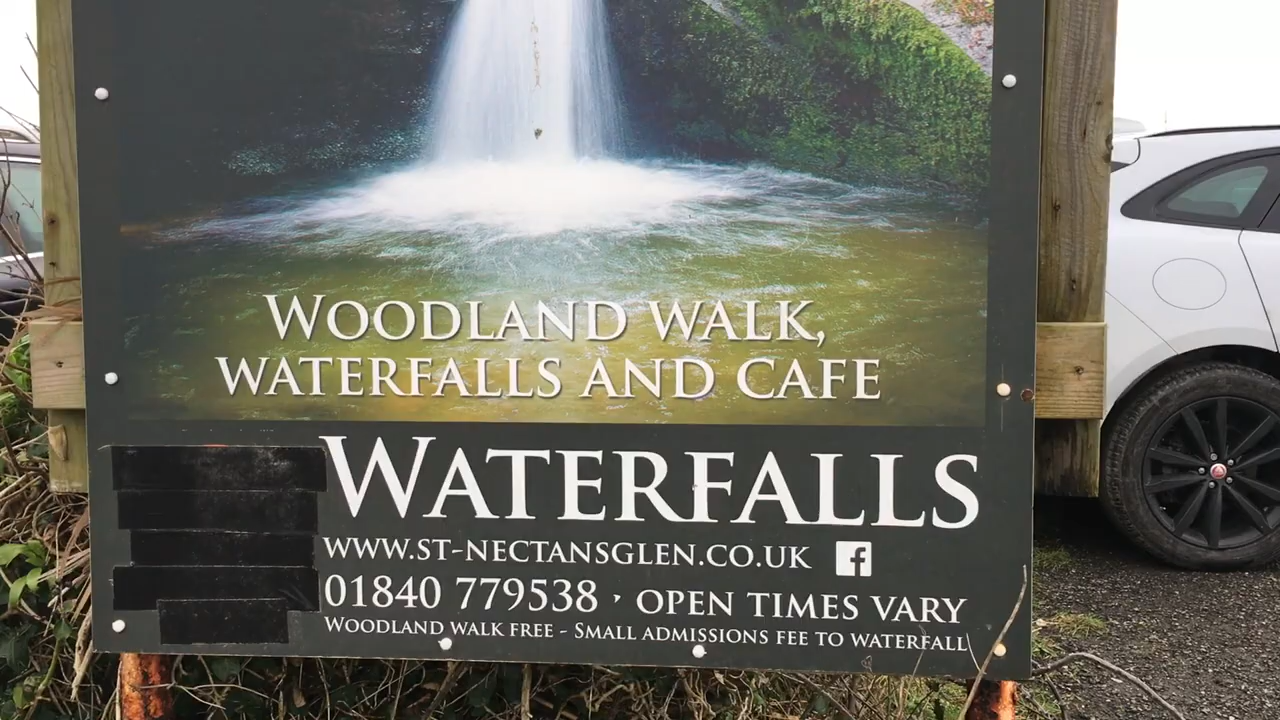 WOODLAND WALK,
WATERFALLS AND CAFE
WATERFALLS
WWW.ST-NECTANSGLEN.CO.UK f
01840 779538 · OPEN TIMES VARY
WOODLAND WALK FREE - SMALL ADMISSIONS FEE TO WATERFALL